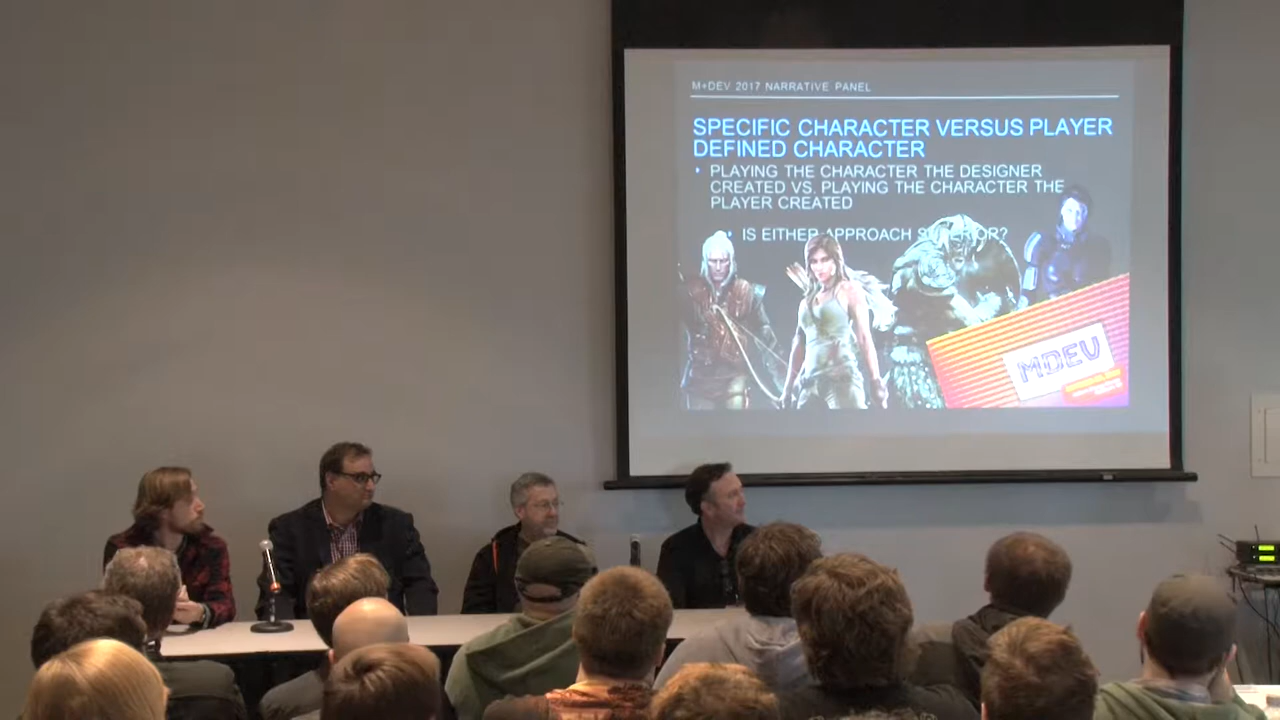 M+DEV 2017 NARRATIVE PANEL
SPECIFIC CHARACTER VERSUS PLAYER
DEFINED CHARACTER
• PLAYING THE CHARACTER THE DESIGNER
CREATED VS. PLAYING THE CHARACTER THE
PLAYER CREATED
• IS EITHER APPROACH SUPERIOR?
MDEV